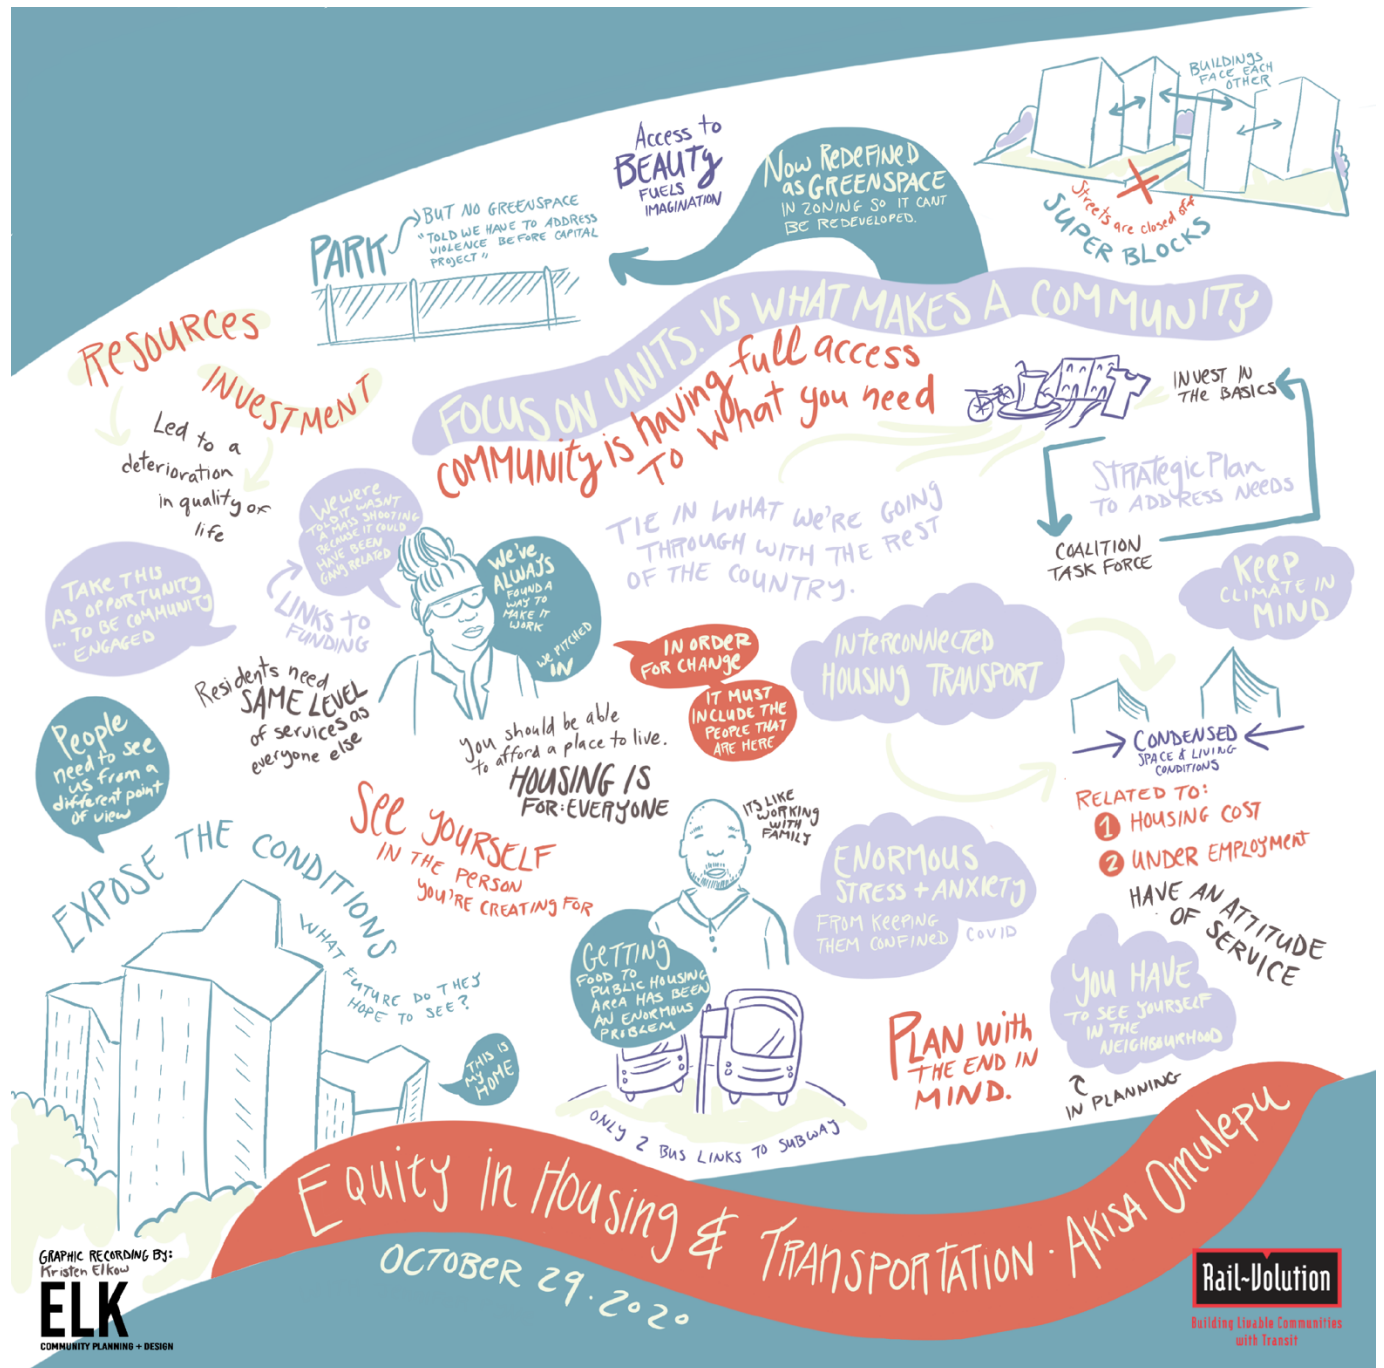 BUILDINGS
FACE EACH
OTHER
Streets are closed off
SUPER BLOCKS
Access to
BEAUTY
FUELS
IMAGINATION
NOW REDEFINED
as GREENSPACE
IN ZONING SO IT CANT
BE REDEVELOPED.
PARK
BUT NO GREENSPACE
"TOLD WE HAVE TO ADDRESS
VIOLENCE BEFORE CAPITAL
PROJECT"
FOCUS ON UNITS. VS WHAT MAKES A COMMUNITY
COMMUNITY is having full access
TO what you need
RESOURCES
INVESTMENT
Led to a
deterioration
in quality of
life
INVEST IN
THE BASICS
STRATEGIC PLAN
TO ADDRESS NEEDS
COALITION
TASK FORCE
KEEP
CLIMATE IN
MIND
TIE IN WHAT WE'RE GOING
THROUGH WITH THE REST
OF THE COUNTRY.
We were
TOLD IT WASN'T
A MASS SHOOTING
BECAUSE IT COULD
HAVE BEEN
GANG RELATED
LINKS TO
FUNDING
WE'VE
ALWAYS
FOUND A
WAY TO
MAKE IT
WORK
WE PITCHED
IN
TAKE THIS
AS OPPORTUNITY
... TO BE COMMUNITY
ENGAGED
Residents need
SAME LEVEL
of services as
everyone else
IN ORDER
FOR CHANGE
IT MUST
INCLUDE THE
PEOPLE THAT
ARE HERE
INTERCONNECTED
HOUSING TRANSPORT
CONDENSED
SPACE & LIVING
CONDITIONS
RELATED TO:
1 HOUSING COST
2 UNDER EMPLOYMENT
People
need to see
us from a
different point
of view
you should be able
to afford a place to live.
HOUSING IS
FOR: EVERYONE
SEE YOURSELF
IN THE PERSON
YOU'RE CREATING FOR
ITS LIKE
WORKING
WITH
FAMILY
ENORMOUS
STRESS + ANXIETY
FROM KEEPING
THEM CONFINED
COVID
HAVE AN ATTITUDE
OF SERVICE
EXPOSE THE CONDITIONS
WHAT FUTURE DO THEY
HOPE TO SEE?
GETTING
FOOD TO
PUBLIC HOUSING
AREA HAS BEEN
AN ENORMOUS
PROBLEM
YOU HAVE
TO SEE YOURSELF
IN THE
NEIGHBOURHOOD
IN PLANNING
PLAN WITH
THE END IN
MIND.
THIS IS
MY
HOME
ONLY 2 BUS LINKS TO SUBWAY
EQUITY in HOUSING & TRANSPORTATION · AKISA OMULEPU
OCTOBER 29 · 2020
GRAPHIC RECORDING BY:
Kristen Elkow
ELK
COMMUNITY PLANNING + DESIGN
Rail~Volution
Building Livable Communities
with Transit